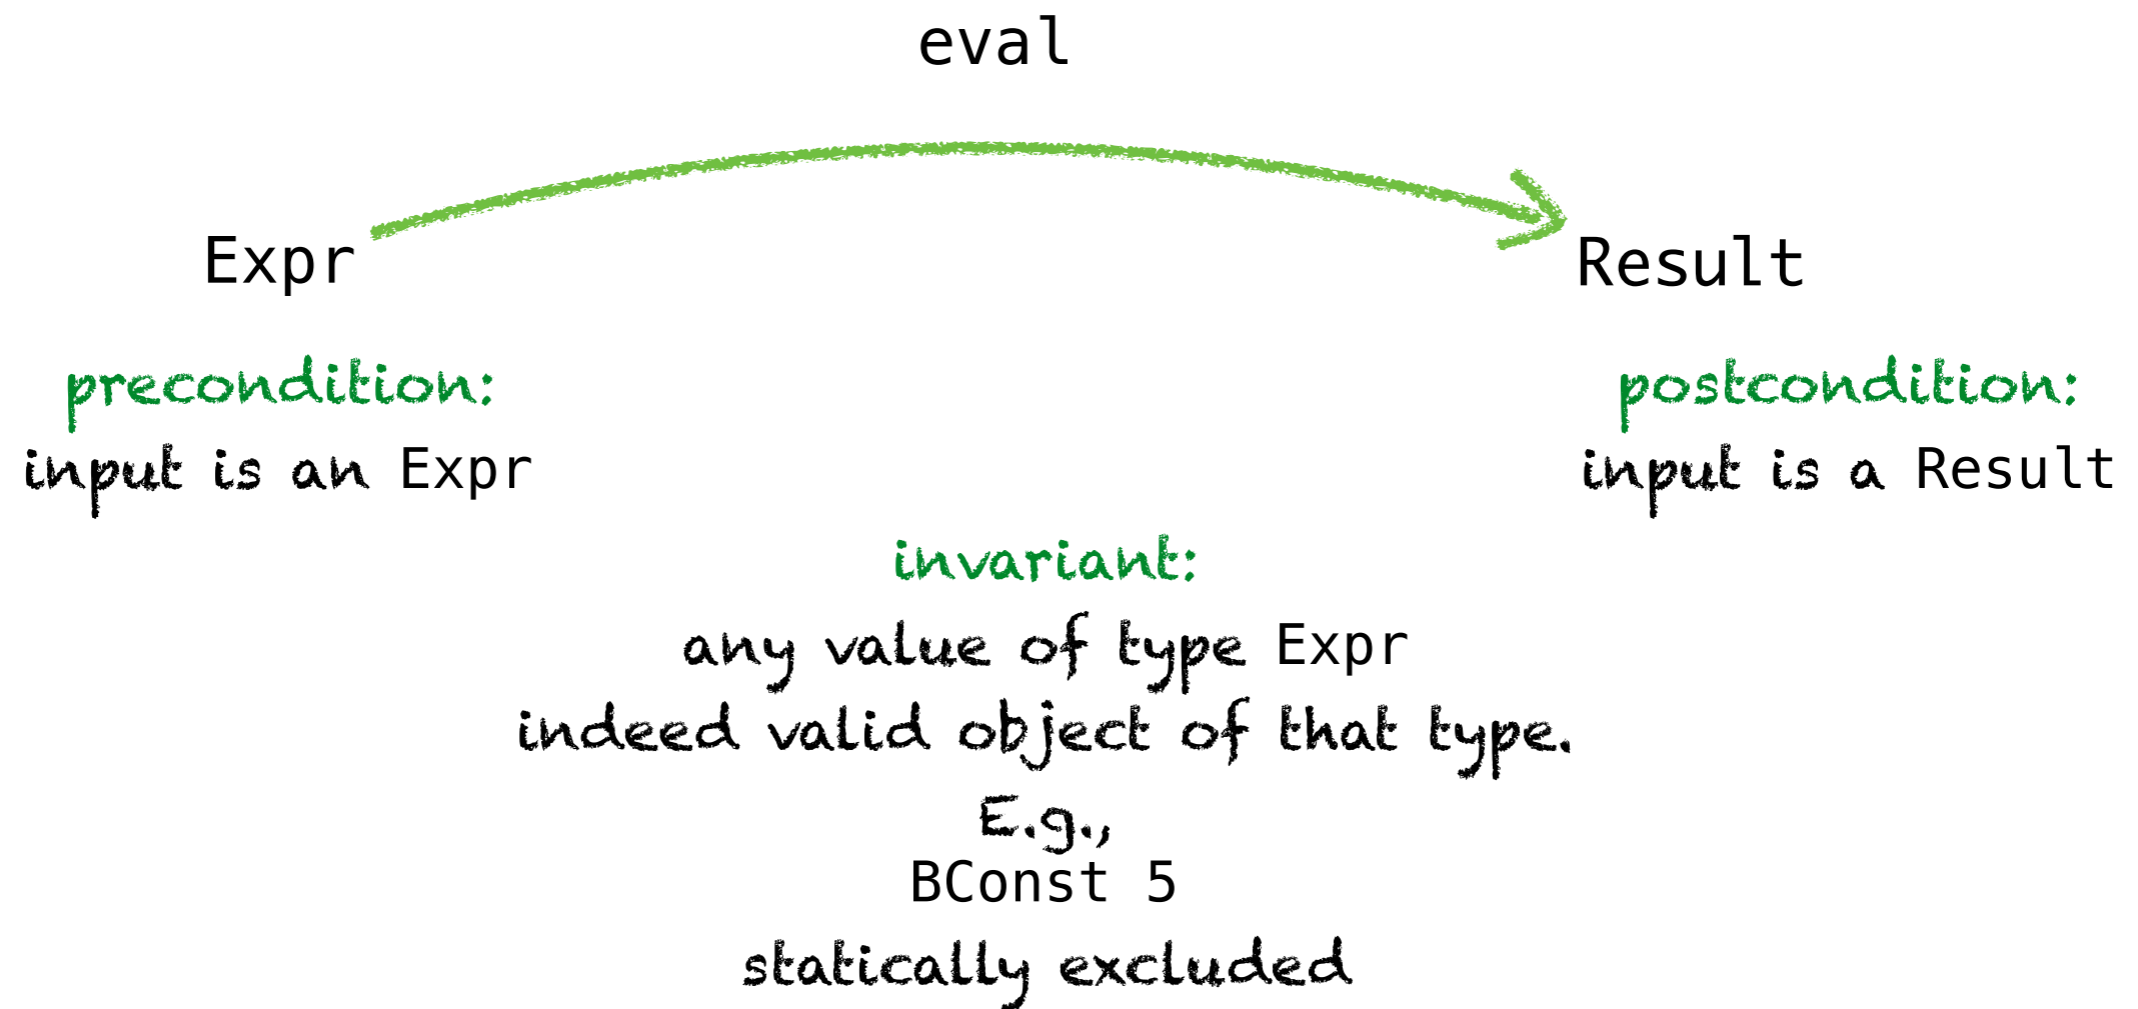 eval
Expr
Result
precondition:
input is an Expr
postcondition:
input is a Result
invariant:
any value of type Expr
indeed valid object of that type.
E.g.,
BConst 5
statically excluded